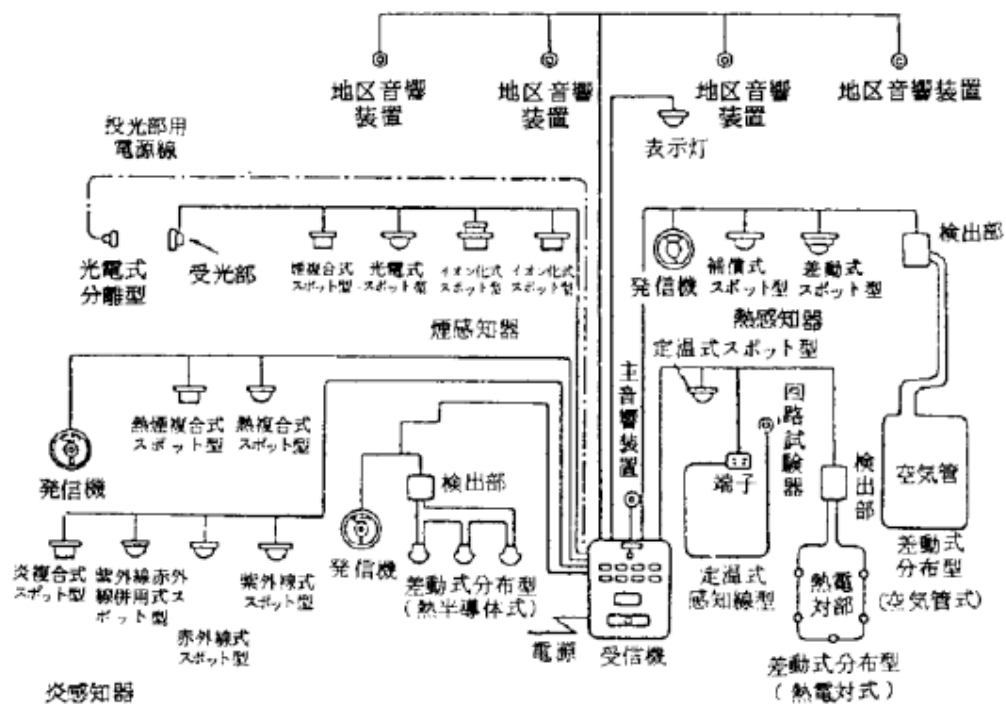 地区音響
装置
地区音響
装置
地区音響
装置
地区音響装置
表示灯
投光部用
電源線
光電式
分離型
受光部
煙複合式
スポット型
光電式
スポット型
イオン化式
スポット型
イオン化式
スポット型
煙感知器
発信機
補償式
スポット型
差動式
スポット型
検出部
熱感知器
定温式スポット型
熱煙複合式
スポット型
熱複合式
スポット型
発信機
主音響装置
回路試験器
端子
検出部
空気管
差動式
分布型
(空気管式)
検出部
発信機
差動式分布型
(熱半導体式)
炎複合式
スポット型
紫外線赤外
線併用式ス
ポット型
赤外線式
スポット型
紫外線式
スポット型
炎感知器
電源
受信機
定温式
感知線型
熱電
対部
差動式分布型
(熱電対式)